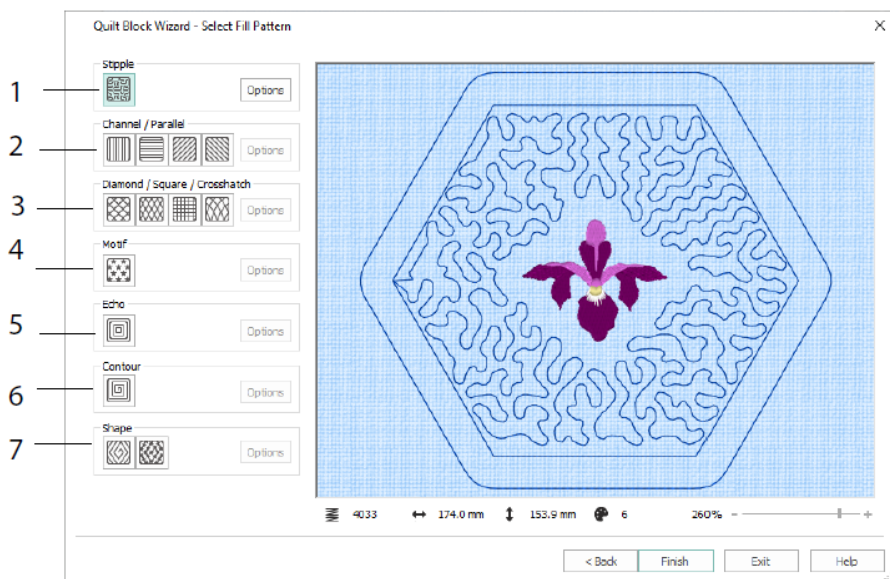 Quilt Block Wizard - Select Fill Pattern
Stipple
1
Options
Channel / Parallel
2
Options
Diamond / Square / Crosshatch
3
Options
4
Motif
Options
Echo
5
Options
Contour
6
Options
Shape
7
Options
4033 174.0 mm 153.9 mm 6 260% - +
< Back Finish Exit Help